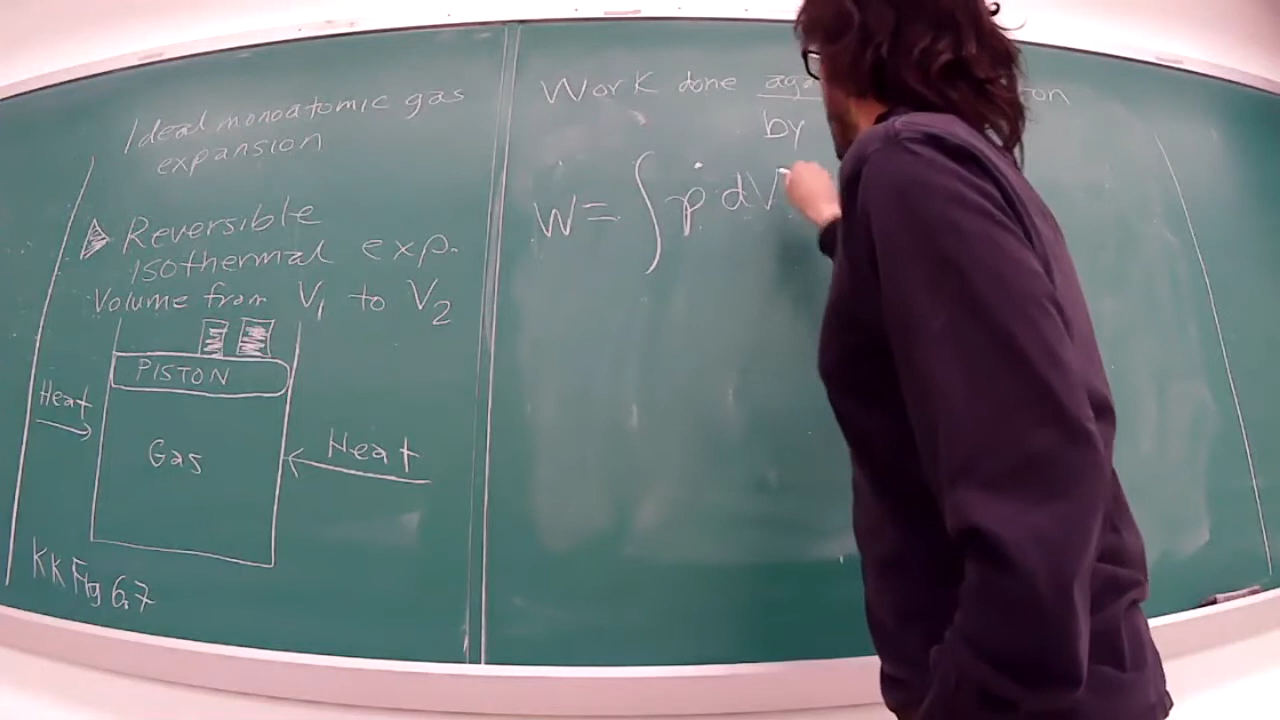 Ideal monoatomic gas
expansion
Reversible
isothermal exp.
Volume from V₁ to V₂
PISTON
Heat
Gas
Heat
KK Fig 6.7
Work done
by
W = ∫ p dV